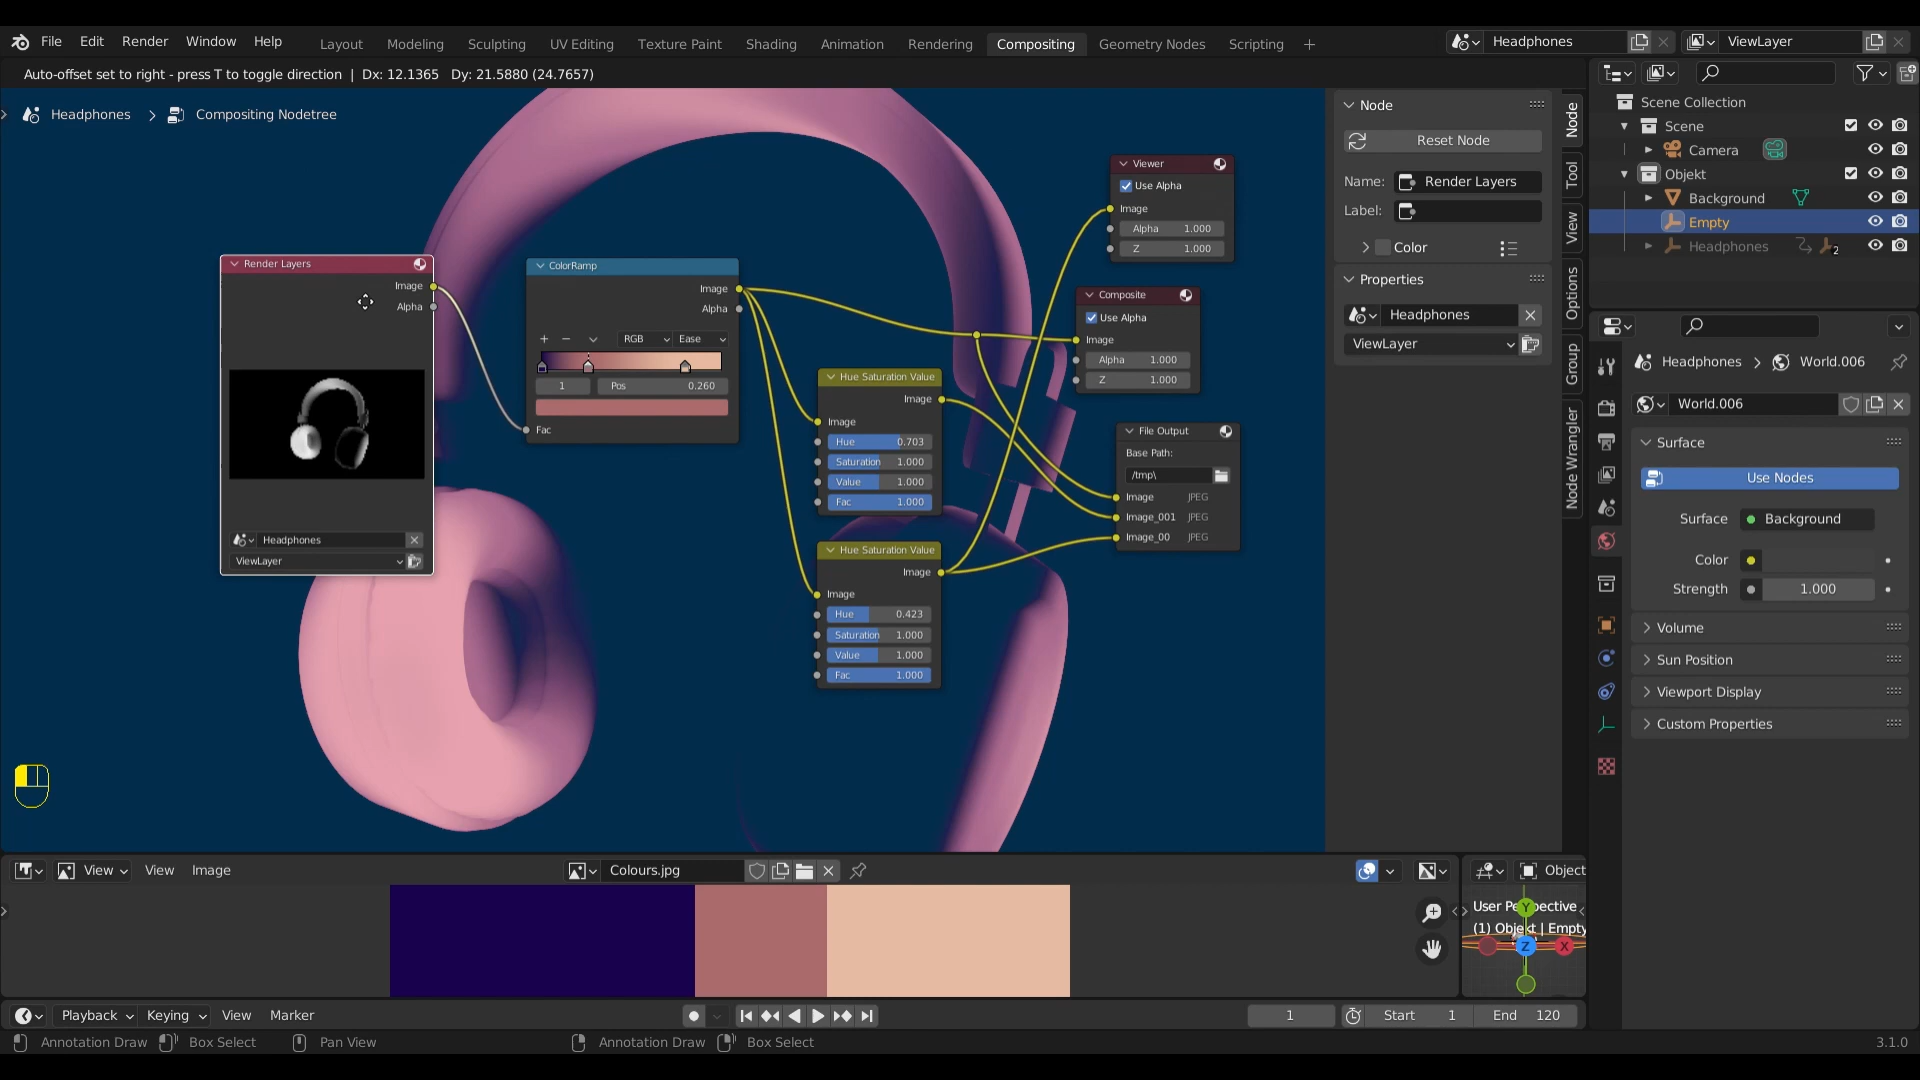 File Edit Render Window Help Layout Modeling Sculpting UV Editing Texture Paint Shading Animation Rendering Compositing Geometry Nodes Scripting Headphones ViewLayer
Auto-offset set to right - press T to toggle direction | Dx: 12.1365 Dy: 21.5880 (24.7657)
Headphones > Compositing Nodetree
Render Layers
Image
Alpha
Headphones
ViewLayer
ColorRamp
Image
Alpha
RGB Ease
1 Pos 0.260
Fac
Hue Saturation Value
Image
Image
Hue 0.703
Saturation 1.000
Value 1.000
Fac 1.000
Hue Saturation Value
Image
Image
Hue 0.423
Saturation 1.000
Value 1.000
Fac 1.000
Viewer
Use Alpha
Image
Alpha 1.000
Z 1.000
Composite
Use Alpha
Image
Alpha 1.000
Z 1.000
File Output
Base Path:
/tmp\
Image JPEG
Image_001 JPEG
Image_00 JPEG
Node
Reset Node
Name: Render Layers
Label:
Color
Properties
Headphones
ViewLayer
Node
Tool
View
Options
Group
Node Wrangler
Scene Collection
Scene
Camera
Objekt
Background
Empty
Headphones 2
Headphones > World.006
World.006
Surface
Use Nodes
Surface Background
Color
Strength 1.000
Volume
Sun Position
Viewport Display
Custom Properties
View View Image Colours.jpg Object
User Perspective
(1) Objekt | Empty
Y
Z X
Playback Keying View Marker 1 Start 1 End 120
Annotation Draw Box Select Pan View Annotation Draw Box Select 3.1.0